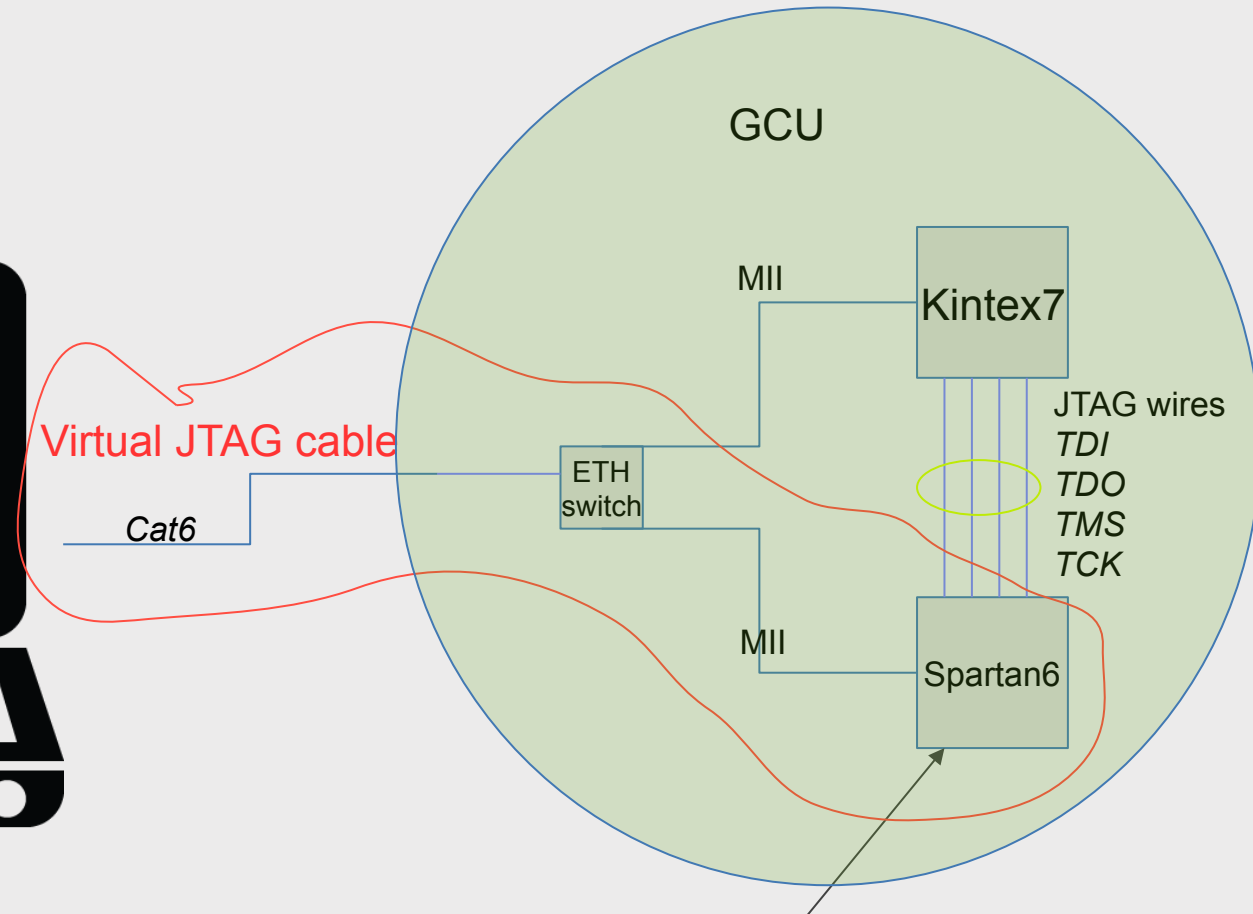 GCU
MII
Kintex7
JTAG wires
TDI
TDO
TMS
TCK
Virtual JTAG cable
ETH
switch
Cat6
MII
Spartan6